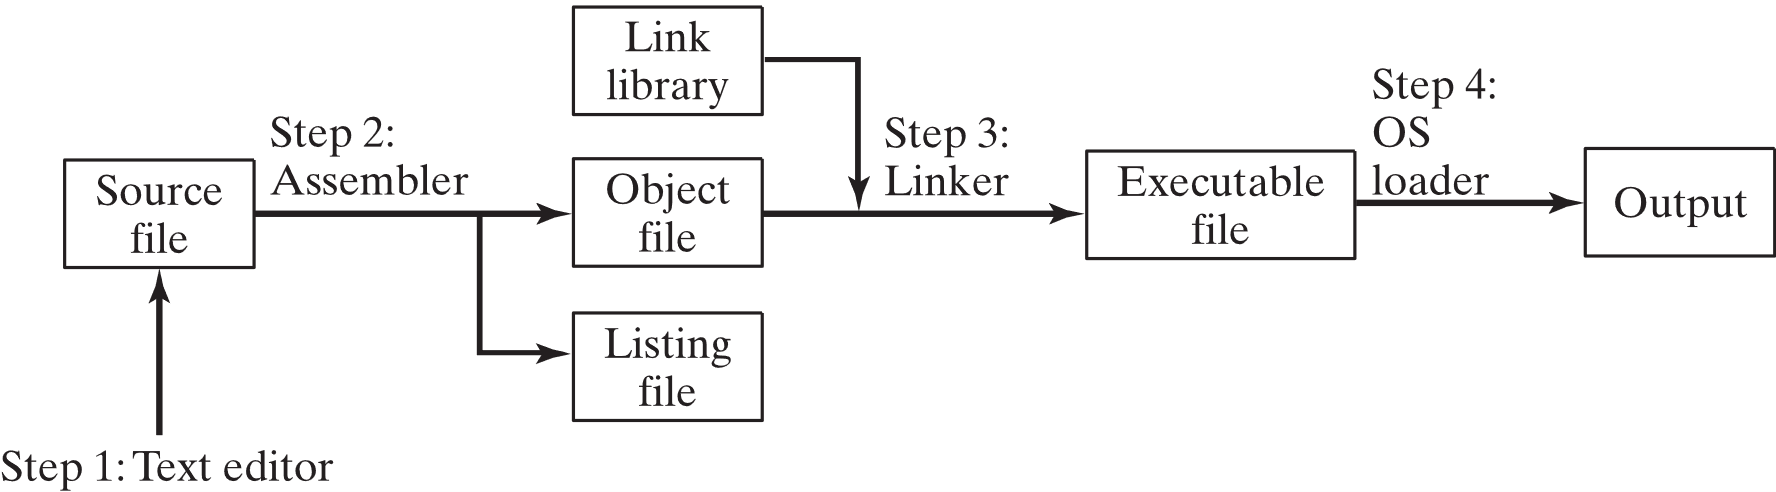 Link
library
Step 2:
Assembler
Step 3:
Linker
Step 4:
OS
loader
Source
file
Object
file
Executable
file
Output
Listing
file
Step 1: Text editor